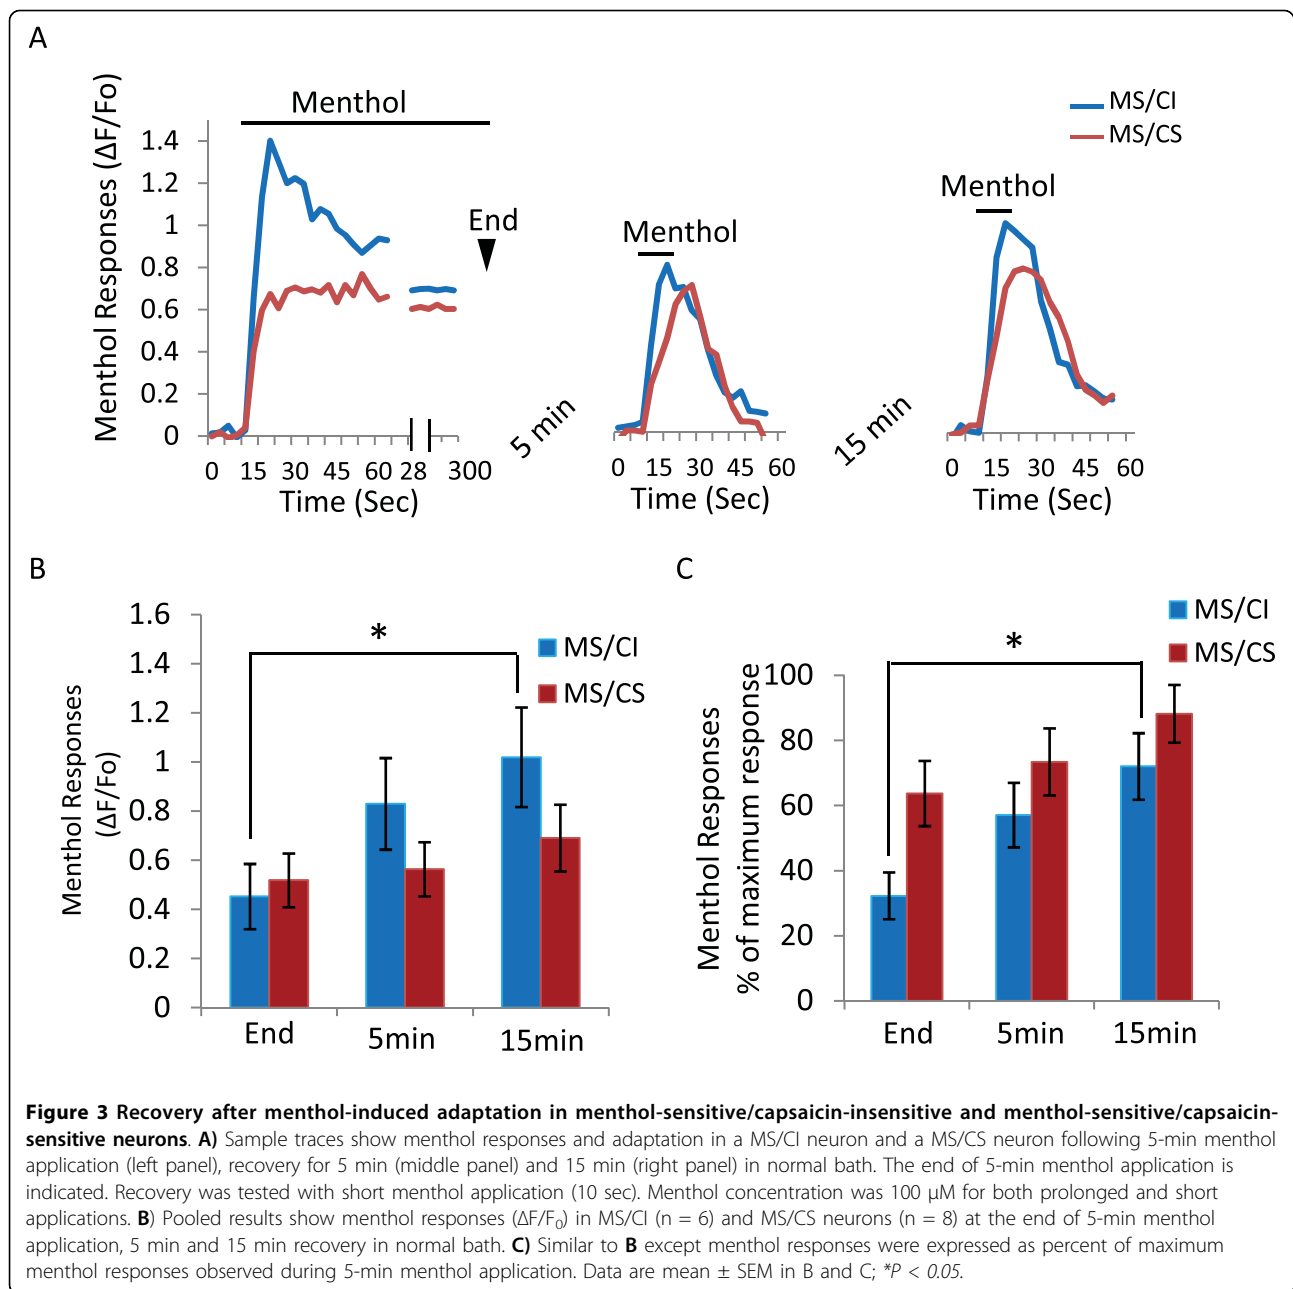 A
Menthol Responses (ΔF/Fo)
Menthol
MS/CI
MS/CS
1.4
1.2
1
0.8
0.6
0.4
0.2
0
End
0 15 30 45 60 28 300
Time (Sec)
5 min
Menthol
0 15 30 45 60
Time (Sec)
15 min
Menthol
0 15 30 45 60
Time (Sec)
B
Menthol Responses
(ΔF/Fo)
1.6
1.4
1.2
1
0.8
0.6
0.4
0.2
0
*
MS/CI
MS/CS
End 5min 15min
C
Menthol Responses
% of maximum response
100
80
60
40
20
0
*
MS/CI
MS/CS
End 5min 15min
Figure 3 Recovery after menthol-induced adaptation in menthol-sensitive/capsaicin-insensitive and menthol-sensitive/capsaicin-
sensitive neurons. A) Sample traces show menthol responses and adaptation in a MS/CI neuron and a MS/CS neuron following 5-min menthol
application (left panel), recovery for 5 min (middle panel) and 15 min (right panel) in normal bath. The end of 5-min menthol application is
indicated. Recovery was tested with short menthol application (10 sec). Menthol concentration was 100 μM for both prolonged and short
applications. B) Pooled results show menthol responses (ΔF/F0) in MS/CI (n = 6) and MS/CS neurons (n = 8) at the end of 5-min menthol
application, 5 min and 15 min recovery in normal bath. C) Similar to B except menthol responses were expressed as percent of maximum
menthol responses observed during 5-min menthol application. Data are mean ± SEM in B and C; *P < 0.05.